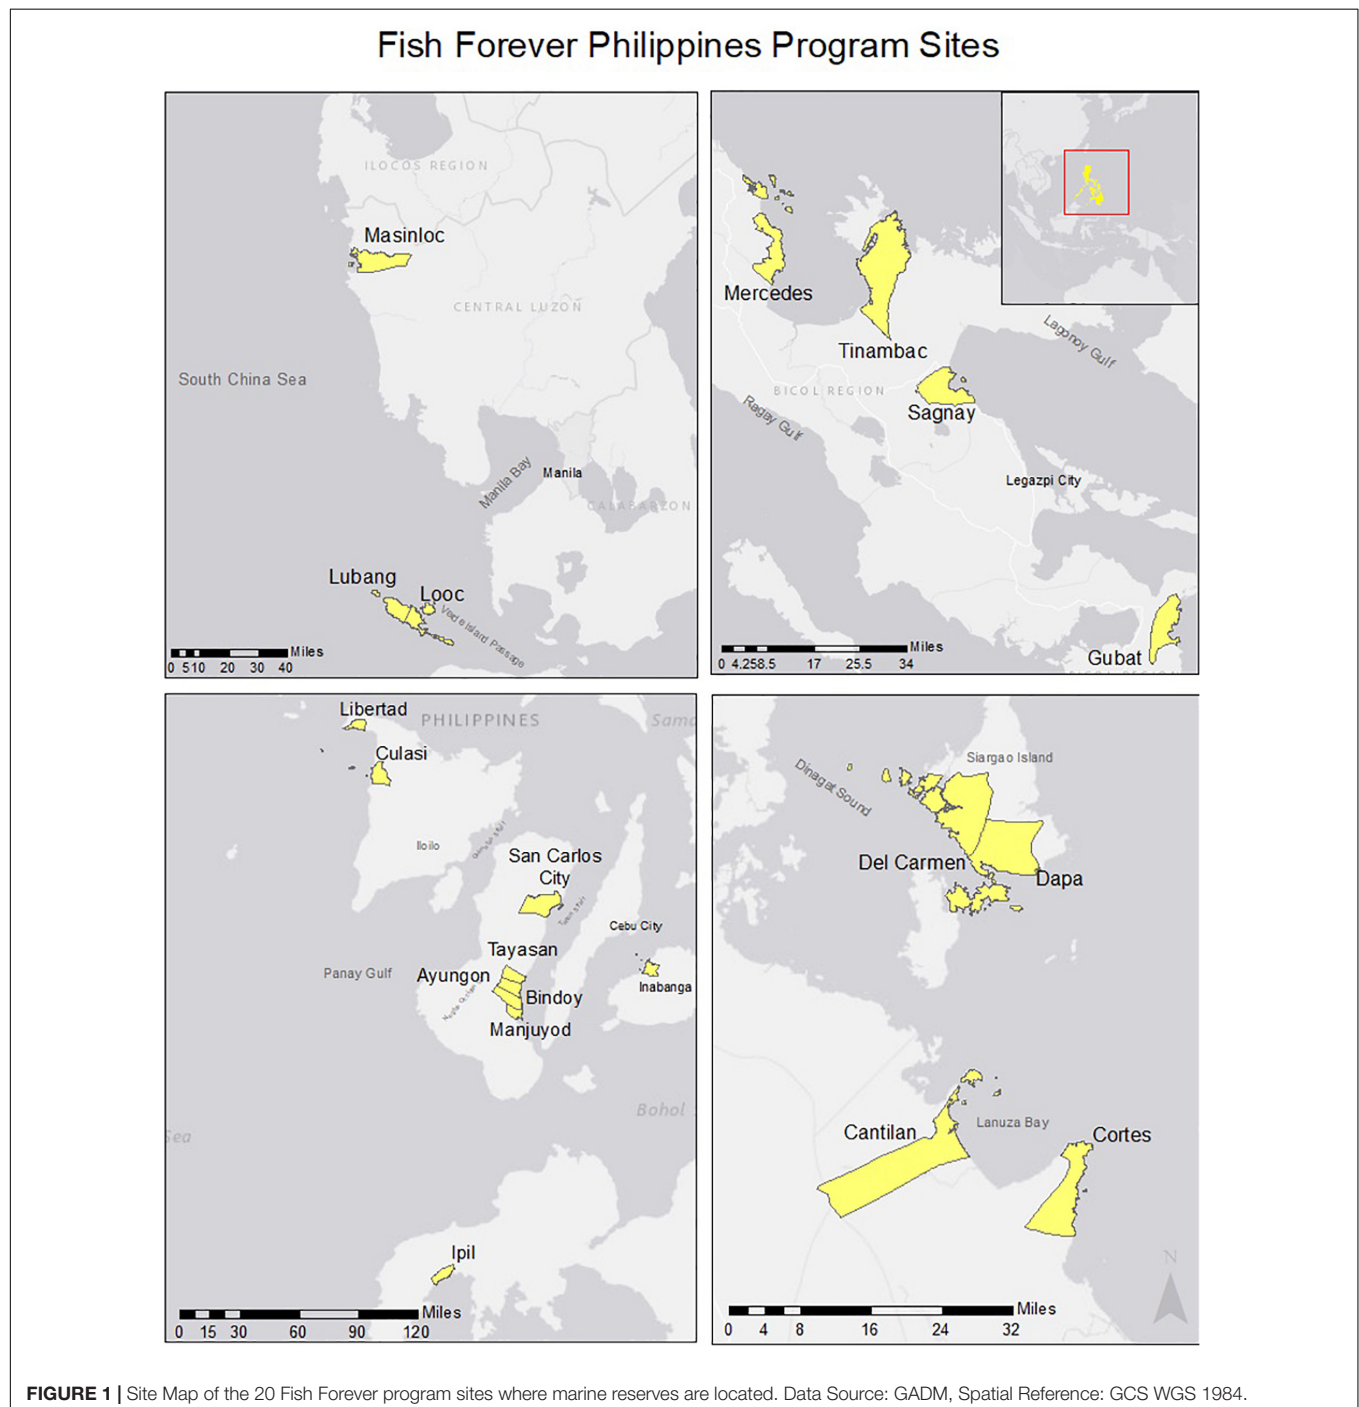 Fish Forever Philippines Program Sites
ILOCOS REGION
Masinloc
CENTRAL LUZON
South China Sea
Manila Bay
Manila
CALABARZON
Lubang
Looc
Verde Island Passage
Miles
0 5 10 20 30 40
Mercedes
Tinambac
Lagonoy Gulf
BICOL REGION
Sagnay
Ragay Gulf
Legazpi City
Gubat
Miles
0 4.25 8.5 17 25.5 34
Libertad
PHILIPPINES
Sama
Culasi
Iloilo
San Carlos
City
Cebu City
Tayasan
Panay Gulf
Ayungon
Inabanga
Bindoy
Manjuyod
Bohol
Sea
Ipil
Miles
0 15 30 60 90 120
Siargao Island
Dinagat Sound
Del Carmen
Dapa
Lanuza Bay
Cantilan
Cortes
N
Miles
0 4 8 16 24 32
FIGURE 1 | Site Map of the 20 Fish Forever program sites where marine reserves are located. Data Source: GADM, Spatial Reference: GCS WGS 1984.